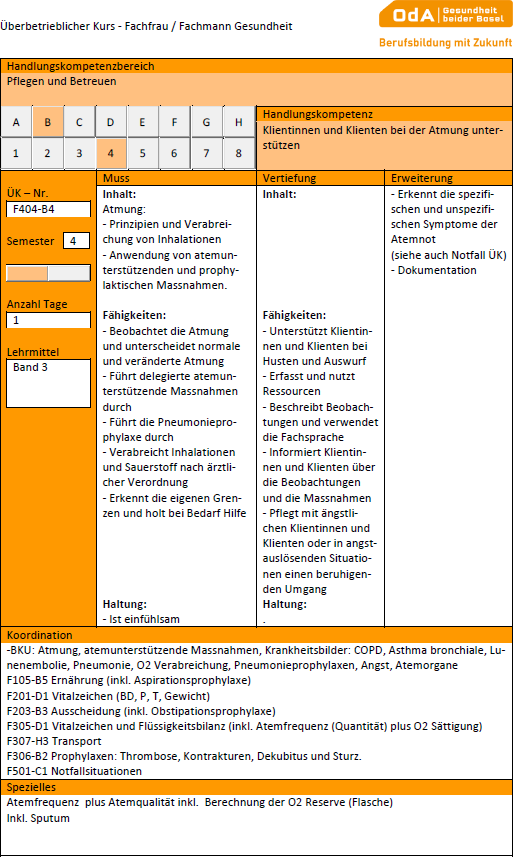 Überbetrieblicher Kurs - Fachfrau / Fachmann Gesundheit
OdA Gesundheit
beider Basel
Berufsbildung mit Zukunft
Handlungskompetenzbereich
Pflegen und Betreuen
A B C D E F G H
1 2 3 4 5 6 7 8
Handlungskompetenz
Klientinnen und Klienten bei der Atmung unter-
stützen
ÜK – Nr.
F404-B4
Semester 4
Anzahl Tage
1
Lehrmittel
Band 3
Muss
Inhalt:
Atmung:
- Prinzipien und Verabrei-
chung von Inhalationen
- Anwendung von atemun-
terstützenden und prophy-
laktischen Massnahmen.
Fähigkeiten:
- Beobachtet die Atmung
und unterscheidet normale
und veränderte Atmung
- Führt delegierte atemun-
terstützende Massnahmen
durch
- Führt die Pneumoniepro-
phylaxe durch
- Verabreicht Inhalationen
und Sauerstoff nach ärztli-
cher Verordnung
- Erkennt die eigenen Gren-
zen und holt bei Bedarf Hilfe
Haltung:
- Ist einfühlsam
Vertiefung
Inhalt:
Fähigkeiten:
- Unterstützt Klientin-
nen und Klienten bei
Husten und Auswurf
- Erfasst und nutzt
Ressourcen
- Beschreibt Beobach-
tungen und verwendet
die Fachsprache
- Informiert Klientin-
nen und Klienten über
die Beobachtungen
und die Massnahmen
- Pflegt mit ängstli-
chen Klientinnen und
Klienten oder in angst-
auslösenden Situatio-
nen einen beruhigen-
den Umgang
Haltung:
.
Erweiterung
- Erkennt die spezifi-
schen und unspezifi-
schen Symptome der
Atemnot
(siehe auch Notfall ÜK)
- Dokumentation
Koordination
-BKU: Atmung, atemunterstützende Massnahmen, Krankheitsbilder: COPD, Asthma bronchiale, Lu-
nenembolie, Pneumonie, O2 Verabreichung, Pneumonieprophylaxen, Angst, Atemorgane
F105-B5 Ernährung (inkl. Aspirationsprophylaxe)
F201-D1 Vitalzeichen (BD, P, T, Gewicht)
F203-B3 Ausscheidung (inkl. Obstipationsprophylaxe)
F305-D1 Vitalzeichen und Flüssigkeitsbilanz (inkl. Atemfrequenz (Quantität) plus O2 Sättigung)
F307-H3 Transport
F306-B2 Prophylaxen: Thrombose, Kontrakturen, Dekubitus und Sturz.
F501-C1 Notfallsituationen
Spezielles
Atemfrequenz plus Atemqualität inkl. Berechnung der O2 Reserve (Flasche)
Inkl. Sputum